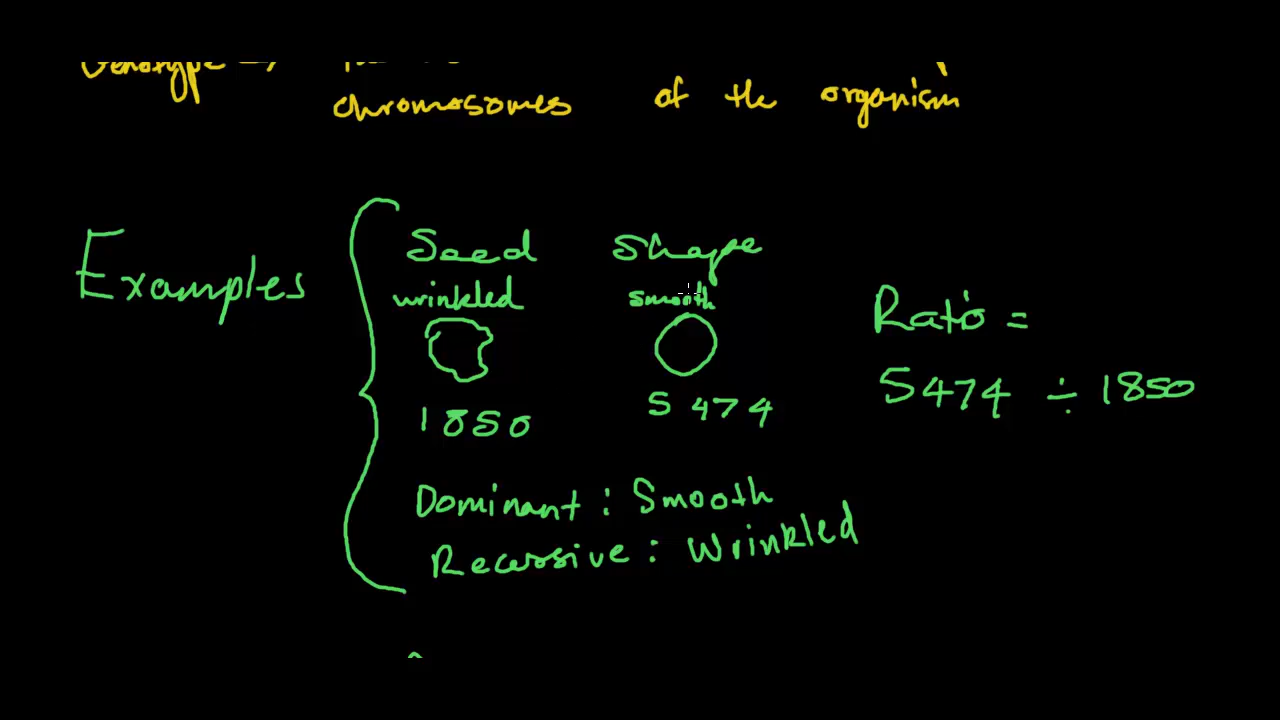 chromosomes of the organism
Examples
Seed Shape
wrinkled smooth
1850 5474
Dominant : Smooth
Recessive : Wrinkled
Ratio =
5474 ÷ 1850